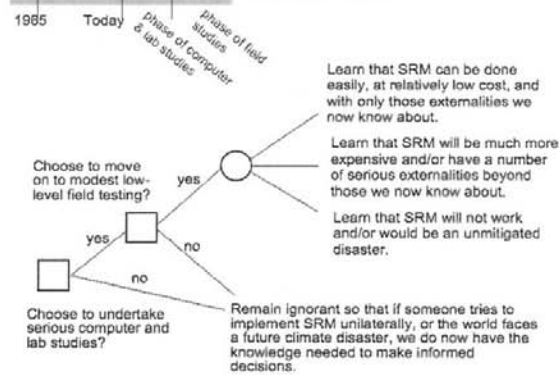 1965 Today
phase of computer
& lab studies
phase of field
studies
Learn that SRM can be done
easily, at relatively low cost, and
with only those externalities we
now know about.
Learn that SRM will be much more
expensive and/or have a number
of serious externalities beyond
those we now know about.
Learn that SRM will not work
and/or would be an unmitigated
disaster.
Choose to move
on to modest low-
level field testing?
yes
no
yes
no
Choose to undertake
serious computer and
lab studies?
Remain ignorant so that if someone tries to
implement SRM unilaterally, or the world faces
a future climate disaster, we do now have the
knowledge needed to make informed
decisions.